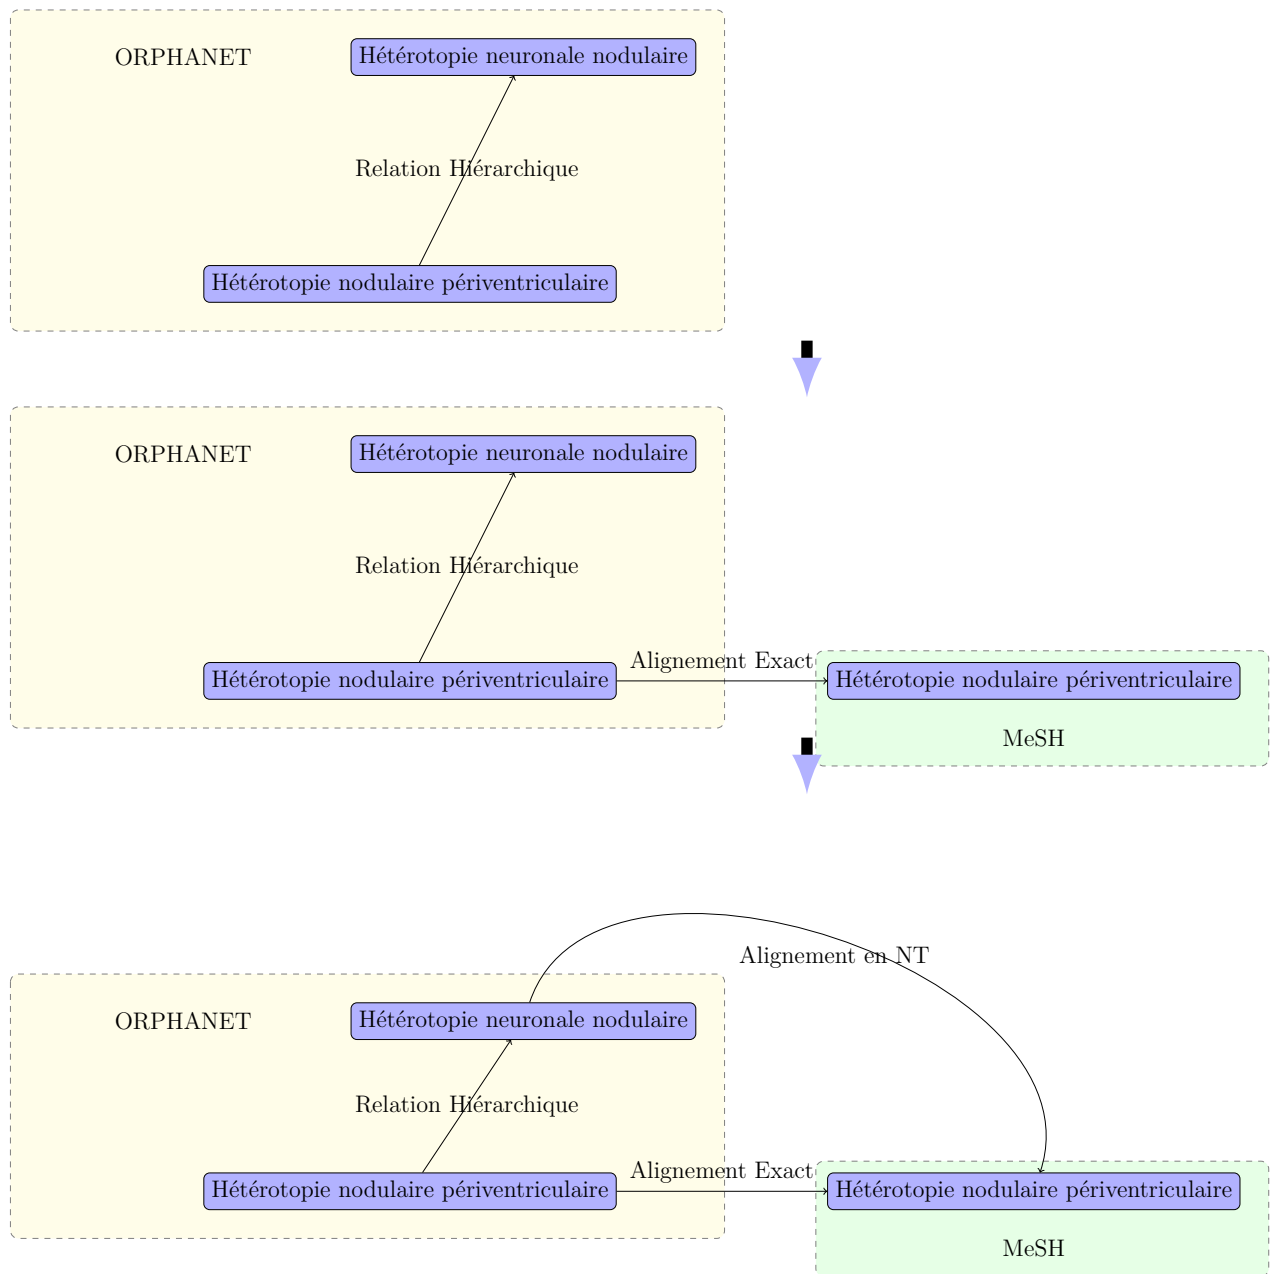 ORPHANET
Hétérotopie neuronale nodulaire
Relation Hiérarchique
Hétérotopie nodulaire périventriculaire
ORPHANET
Hétérotopie neuronale nodulaire
Relation Hiérarchique
Alignement Exact
Hétérotopie nodulaire périventriculaire
Hétérotopie nodulaire périventriculaire
MeSH
Alignement en NT
ORPHANET
Hétérotopie neuronale nodulaire
Relation Hiérarchique
Alignement Exact
Hétérotopie nodulaire périventriculaire
Hétérotopie nodulaire périventriculaire
MeSH